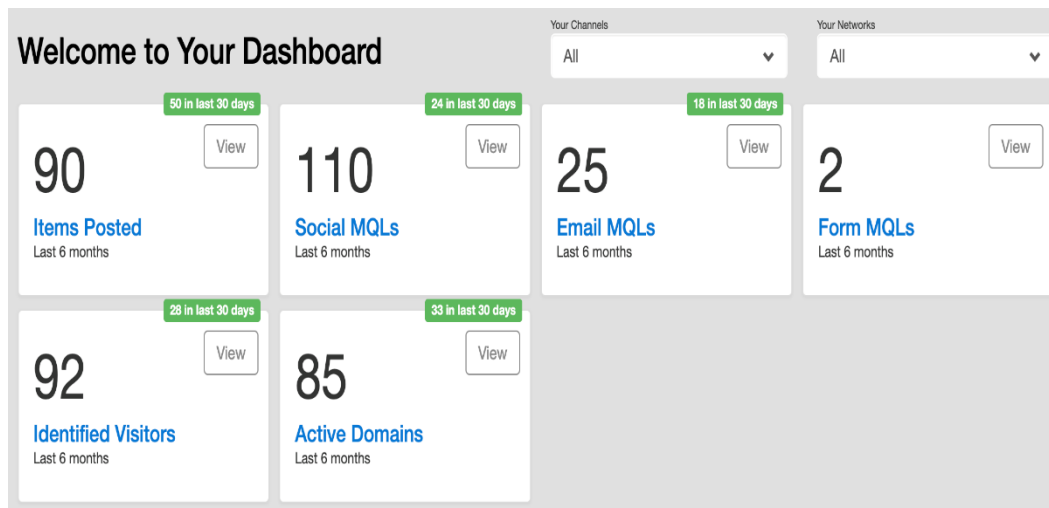 Welcome to Your Dashboard
Your Channels
All
Your Networks
All
50 in last 30 days
View
90
Items Posted
Last 6 months
24 in last 30 days
View
110
Social MQLs
Last 6 months
18 in last 30 days
View
25
Email MQLs
Last 6 months
View
2
Form MQLs
Last 6 months
28 in last 30 days
View
92
Identified Visitors
Last 6 months
33 in last 30 days
View
85
Active Domains
Last 6 months